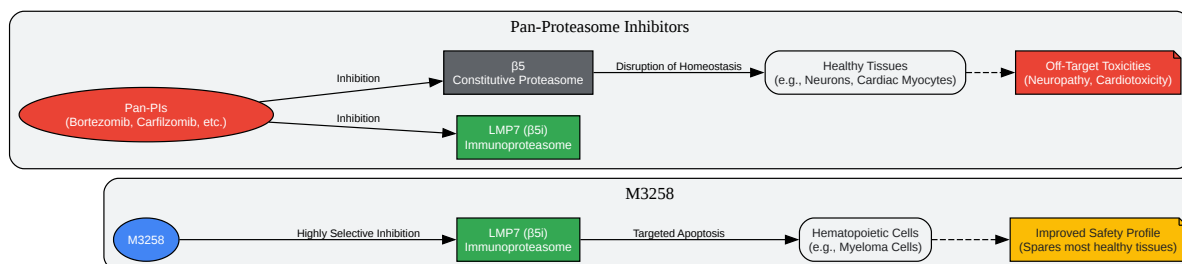 Pan-Proteasome Inhibitors
Pan-PIs
(Bortezomib, Carfilzomib, etc.)
Inhibition
Inhibition
β5
Constitutive Proteasome
LMP7 (β5i)
Immunoproteasome
Disruption of Homeostasis
Healthy Tissues
(e.g., Neurons, Cardiac Myocytes)
Off-Target Toxicities
(Neuropathy, Cardiotoxicity)
M3258
M3258
Highly Selective Inhibition
LMP7 (β5i)
Immunoproteasome
Targeted Apoptosis
Hematopoietic Cells
(e.g., Myeloma Cells)
Improved Safety Profile
(Spares most healthy tissues)